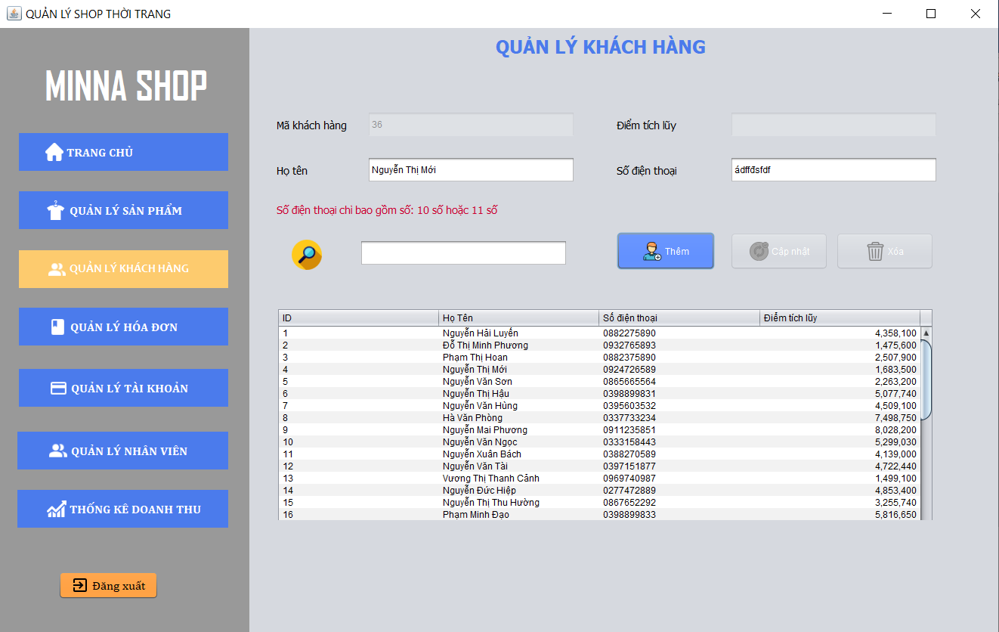 QUẢN LÝ SHOP THỜI TRANG
MINNA SHOP
TRANG CHỦ
QUẢN LÝ SẢN PHẨM
QUẢN LÝ KHÁCH HÀNG
QUẢN LÝ HÓA ĐƠN
QUẢN LÝ TÀI KHOẢN
QUẢN LÝ NHÂN VIÊN
THỐNG KÊ DOANH THU
Đăng xuất
QUẢN LÝ KHÁCH HÀNG
Mã khách hàng 36 Điểm tích lũy
Họ tên Nguyễn Thị Mới Số điện thoại ádffđsfdf
Số điện thoại chỉ bao gồm số: 10 số hoặc 11 số
Thêm Cập nhật Xóa
ID Họ Tên Số điện thoại Điểm tích lũy
1 Nguyễn Hải Luyến 0882275890 4,358,100
2 Đỗ Thị Minh Phương 0932765893 1,475,600
3 Phạm Thị Hoan 0882375890 2,507,900
4 Nguyễn Thị Mới 0924726589 1,683,500
5 Nguyễn Văn Sơn 0865665564 2,263,200
6 Nguyễn Thị Hậu 0398899831 5,077,740
7 Nguyễn Văn Hùng 0395603532 4,509,100
8 Hà Văn Phòng 0337733234 7,498,750
9 Nguyễn Mai Phương 0911235851 8,028,200
10 Nguyễn Văn Ngọc 0333158443 5,299,030
11 Nguyễn Xuân Bách 0388270589 4,139,000
12 Nguyễn Văn Tài 0397151877 4,722,440
13 Vương Thị Thanh Cảnh 0969740987 1,499,100
14 Nguyễn Đức Hiệp 0277472889 4,853,400
15 Nguyễn Thị Thu Hường 0867652292 3,255,740
16 Phạm Minh Đạo 0398899833 5,816,650